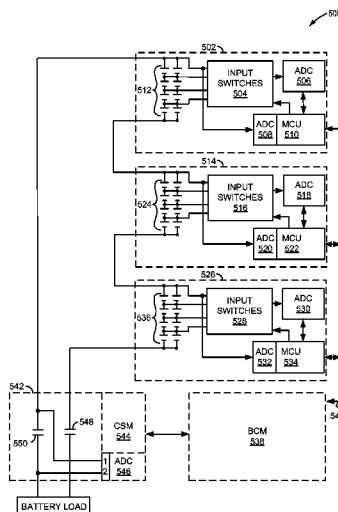 502
512
INPUT
SWITCHES
504
ADC
506
ADC
508
MCU
510
514
524
INPUT
SWITCHES
516
ADC
518
ADC
520
MCU
522
526
536
INPUT
SWITCHES
528
ADC
530
ADC
532
MCU
534
542
548
550
CSM
544
1
2
ADC
546
BCM
538
BATTERY LOAD